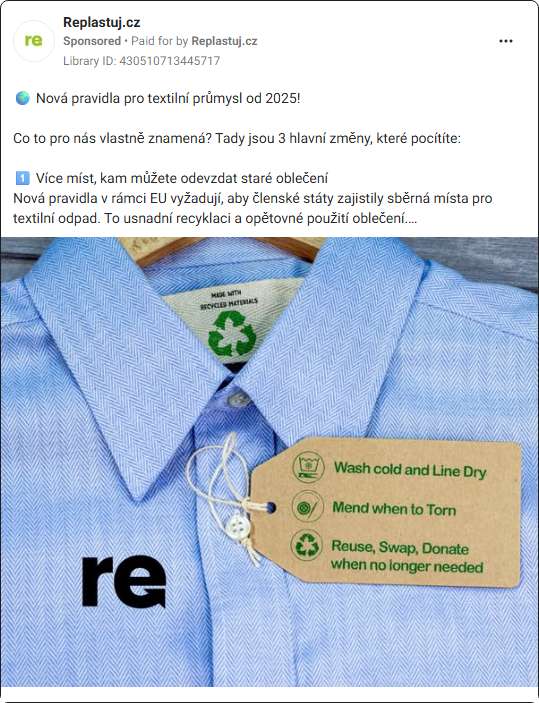 re
Replastuj.cz
Sponsored • Paid for by Replastuj.cz
Library ID: 430510713445717
🌍 Nová pravidla pro textilní průmysl od 2025!
Co to pro nás vlastně znamená? Tady jsou 3 hlavní změny, které pocítíte:
1️⃣ Více míst, kam můžete odevzdat staré oblečení
Nová pravidla v rámci EU vyžadují, aby členské státy zajistily sběrná místa pro
textilní odpad. To usnadní recyklaci a opětovné použití oblečení....
MADE WITH
RECYCLED MATERIALS
Wash cold and Line Dry
Mend when to Torn
Reuse, Swap, Donate
when no longer needed
re